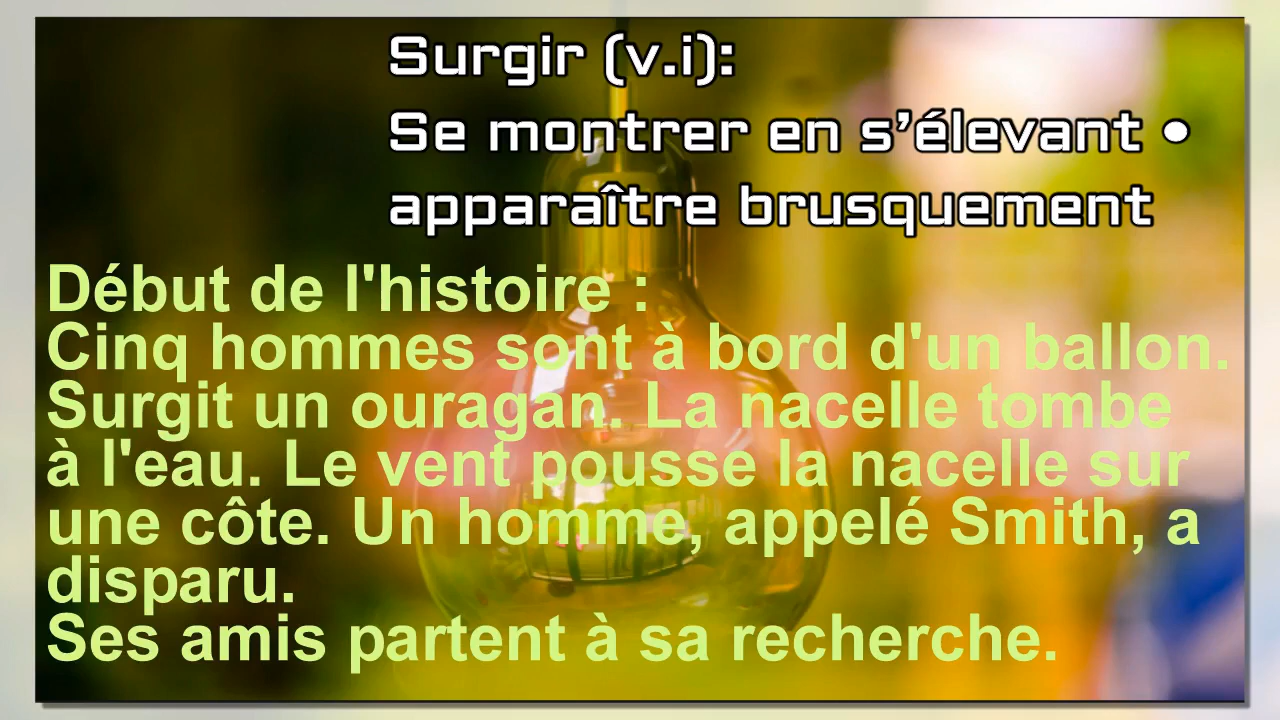 Surgir (v.i):
Se montrer en s’élevant •
apparaître brusquement
Début de l'histoire :
Cinq hommes sont à bord d'un ballon.
Surgit un ouragan. La nacelle tombe
à l'eau. Le vent pousse la nacelle sur
une côte. Un homme, appelé Smith, a
disparu.
Ses amis partent à sa recherche.